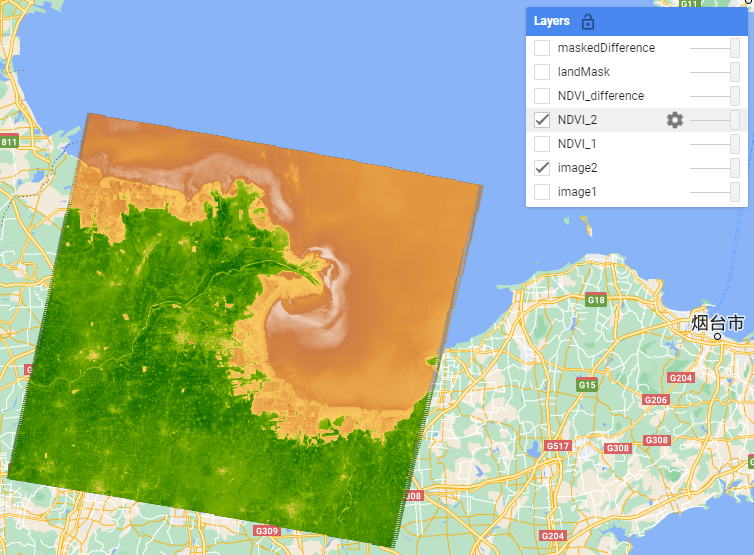 G11
Layers
maskedDifference
landMask
NDVI_difference
NDVI_2
NDVI_1
image2
image1
811
G18
烟台市
G204
G15
G206
G308
G517
G308
G309
G204